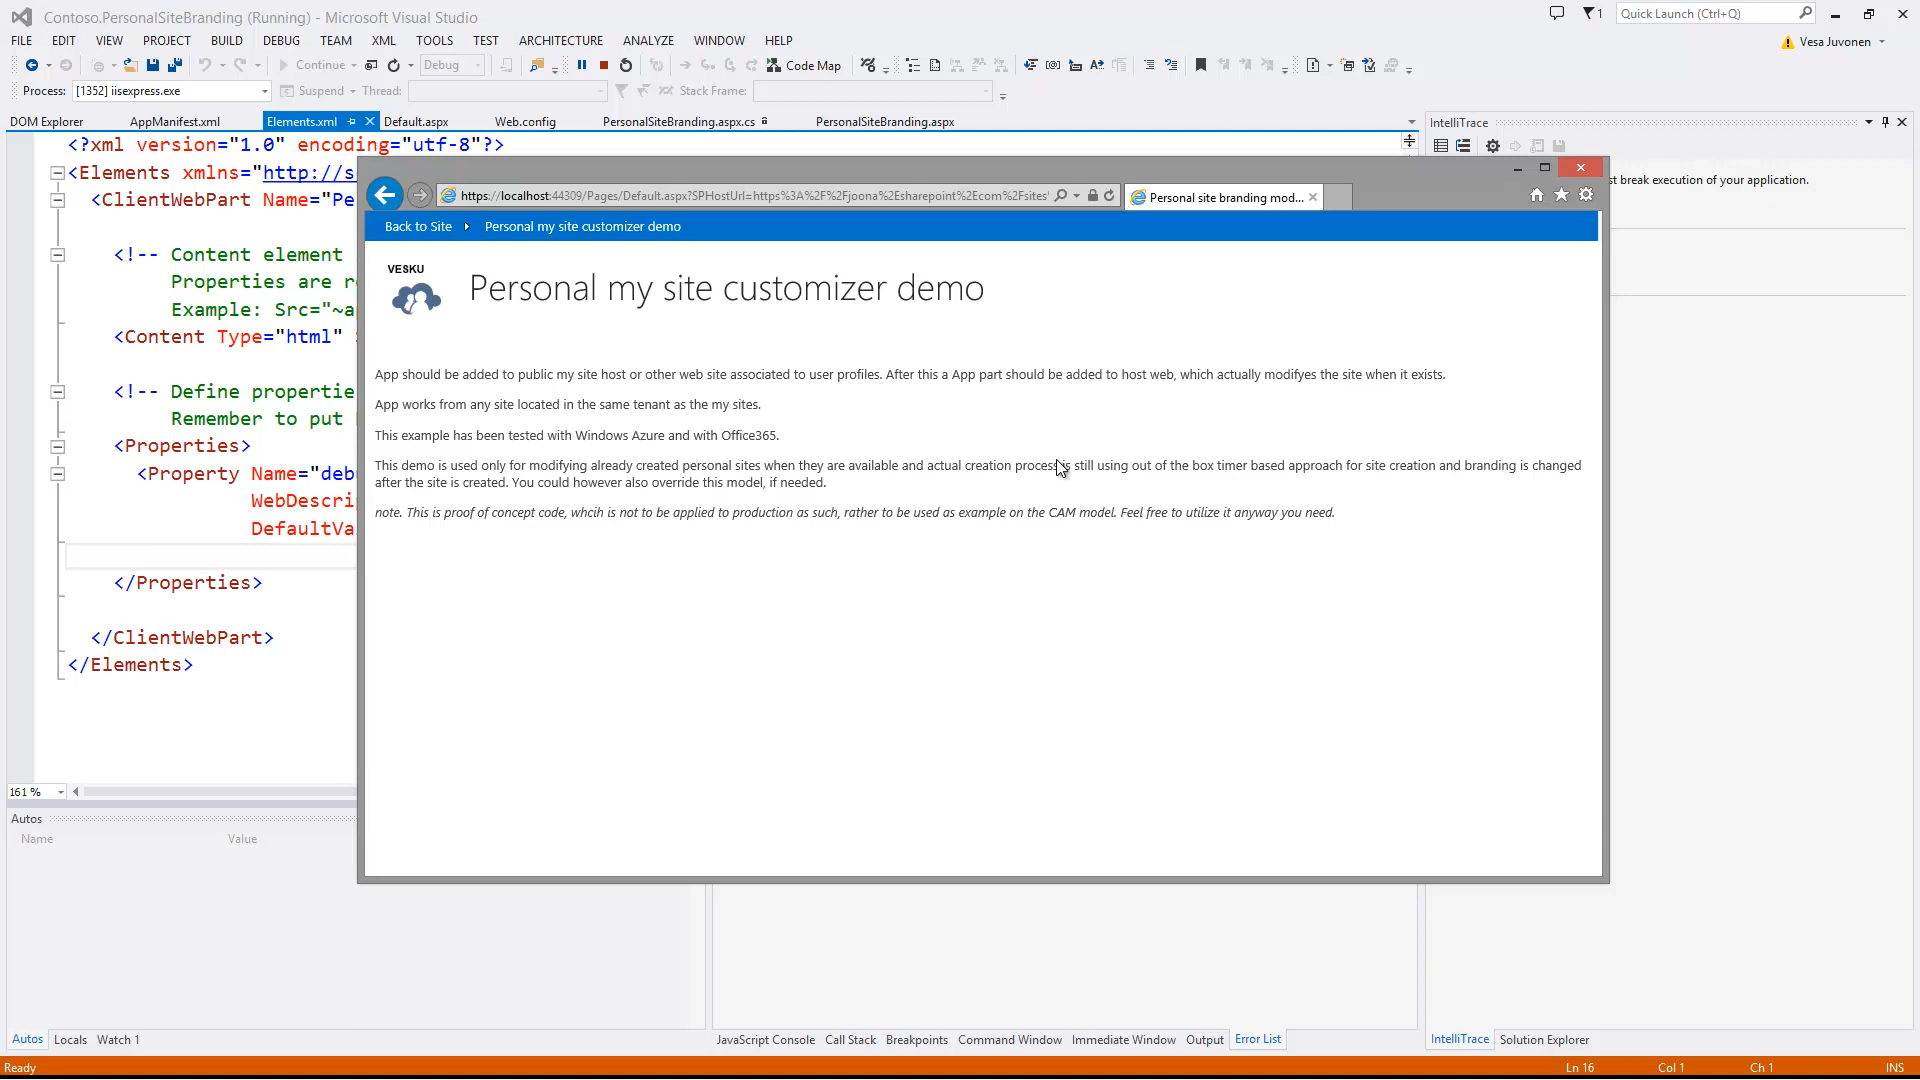 Contoso.PersonalSiteBranding (Running) - Microsoft Visual Studio
1
Quick Launch (Ctrl+Q)
FILE EDIT VIEW PROJECT BUILD DEBUG TEAM XML TOOLS TEST ARCHITECTURE ANALYZE WINDOW HELP
Vesa Juvonen
Continue Debug Code Map
Process: [1352] iisexpress.exe Suspend Thread: Stack Frame:
DOM Explorer AppManifest.xml Elements.xml Default.aspx Web.config PersonalSiteBranding.aspx.cs PersonalSiteBranding.aspx
IntelliTrace
<?xml version="1.0" encoding="utf-8"?>
<Elements xmlns="http://s
<ClientWebPart Name="Pe
<!-- Content element
Properties are r
Example: Src="~a
<Content Type="html"
<!-- Define propertie
Remember to put
<Properties>
<Property Name="deb
WebDescri
DefaultVa
</Properties>
</ClientWebPart>
</Elements>
st break execution of your application.
https://localhost:44309/Pages/Default.aspx?SPHostUrl=https%3A%2F%2Fjoona%2Esharepoint%2Ecom%2Fsites
Personal site branding mod...
Back to Site Personal my site customizer demo
VESKU
Personal my site customizer demo
App should be added to public my site host or other web site associated to user profiles. After this a App part should be added to host web, which actually modifyes the site when it exists.
App works from any site located in the same tenant as the my sites.
This example has been tested with Windows Azure and with Office365.
This demo is used only for modifying already created personal sites when they are available and actual creation process is still using out of the box timer based approach for site creation and branding is changed
after the site is created. You could however also override this model, if needed.
note. This is proof of concept code, whcih is not to be applied to production as such, rather to be used as example on the CAM model. Feel free to utilize it anyway you need.
161 %
Autos
Name Value
Autos Locals Watch 1
JavaScript Console Call Stack Breakpoints Command Window Immediate Window Output Error List
IntelliTrace Solution Explorer
Ready
Ln 16 Col 1 Ch 1 INS